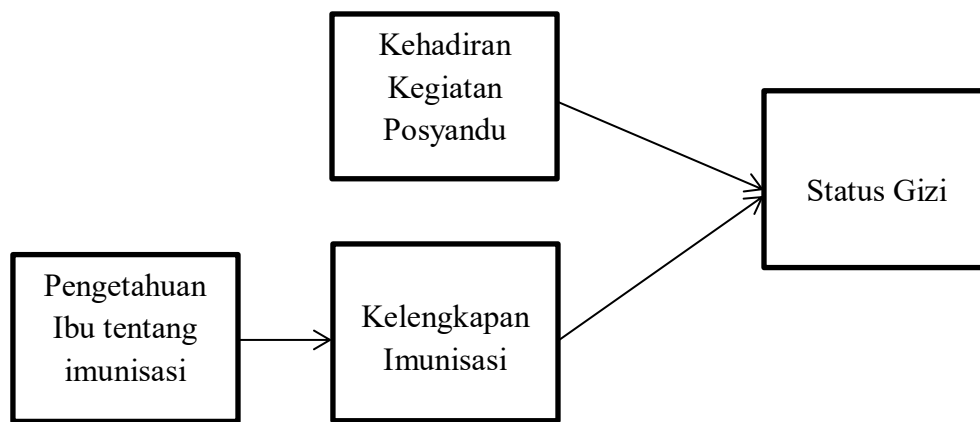 Kehadiran
Kegiatan
Posyandu
Status Gizi
Pengetahuan
Ibu tentang
imunisasi
Kelengkapan
Imunisasi